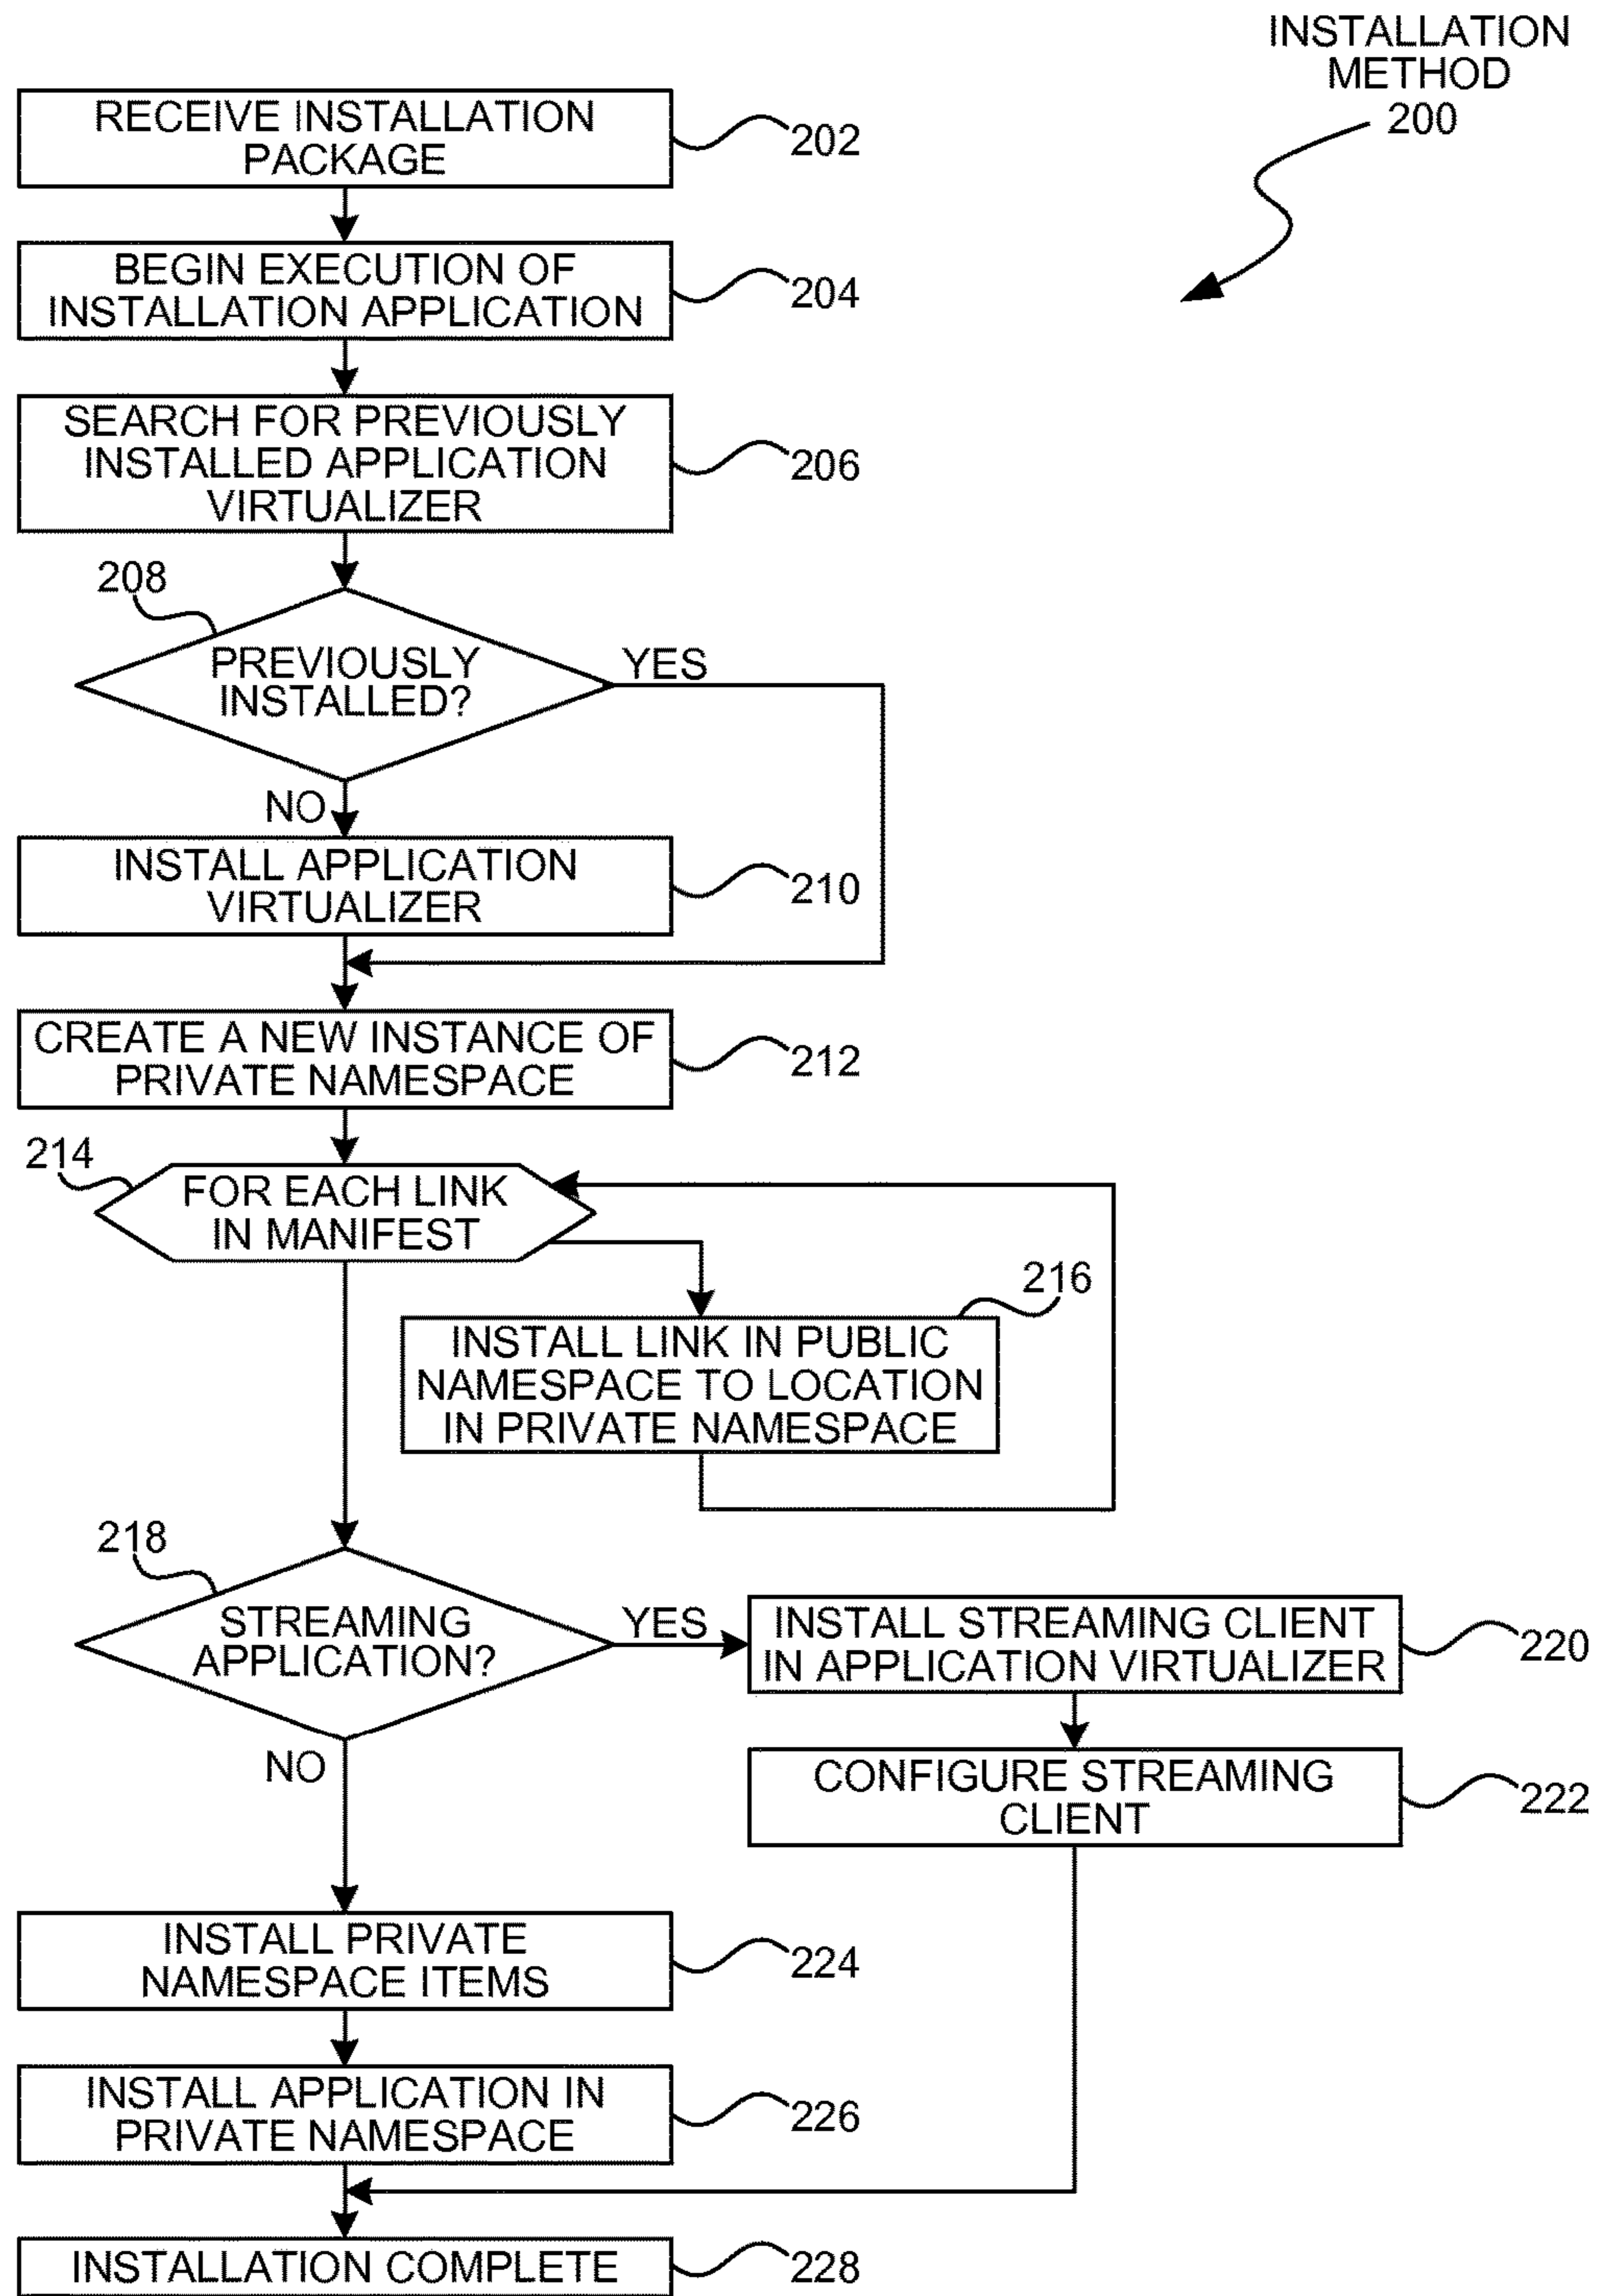 INSTALLATION
METHOD
200
RECEIVE INSTALLATION
PACKAGE
202
BEGIN EXECUTION OF
INSTALLATION APPLICATION
204
SEARCH FOR PREVIOUSLY
INSTALLED APPLICATION
VIRTUALIZER
206
208
PREVIOUSLY
INSTALLED?
YES
NO
INSTALL APPLICATION
VIRTUALIZER
210
CREATE A NEW INSTANCE OF
PRIVATE NAMESPACE
212
214
FOR EACH LINK
IN MANIFEST
216
INSTALL LINK IN PUBLIC
NAMESPACE TO LOCATION
IN PRIVATE NAMESPACE
218
STREAMING
APPLICATION?
YES
NO
INSTALL STREAMING CLIENT
IN APPLICATION VIRTUALIZER
220
CONFIGURE STREAMING
CLIENT
222
INSTALL PRIVATE
NAMESPACE ITEMS
224
INSTALL APPLICATION IN
PRIVATE NAMESPACE
226
INSTALLATION COMPLETE
228